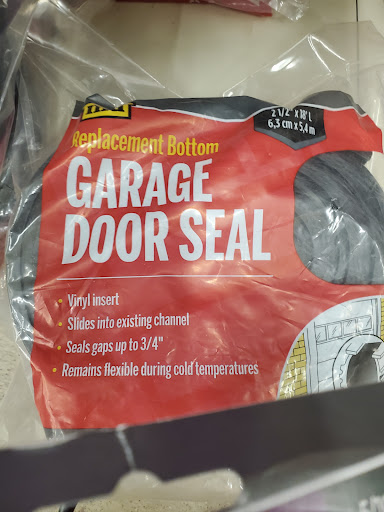 2 1/2" x 18' L
6,3 cm x 5,4 m
Replacement Bottom
GARAGE
DOOR SEAL
• Vinyl insert
• Slides into existing channel
• Seals gaps up to 3/4"
• Remains flexible during cold temperatures